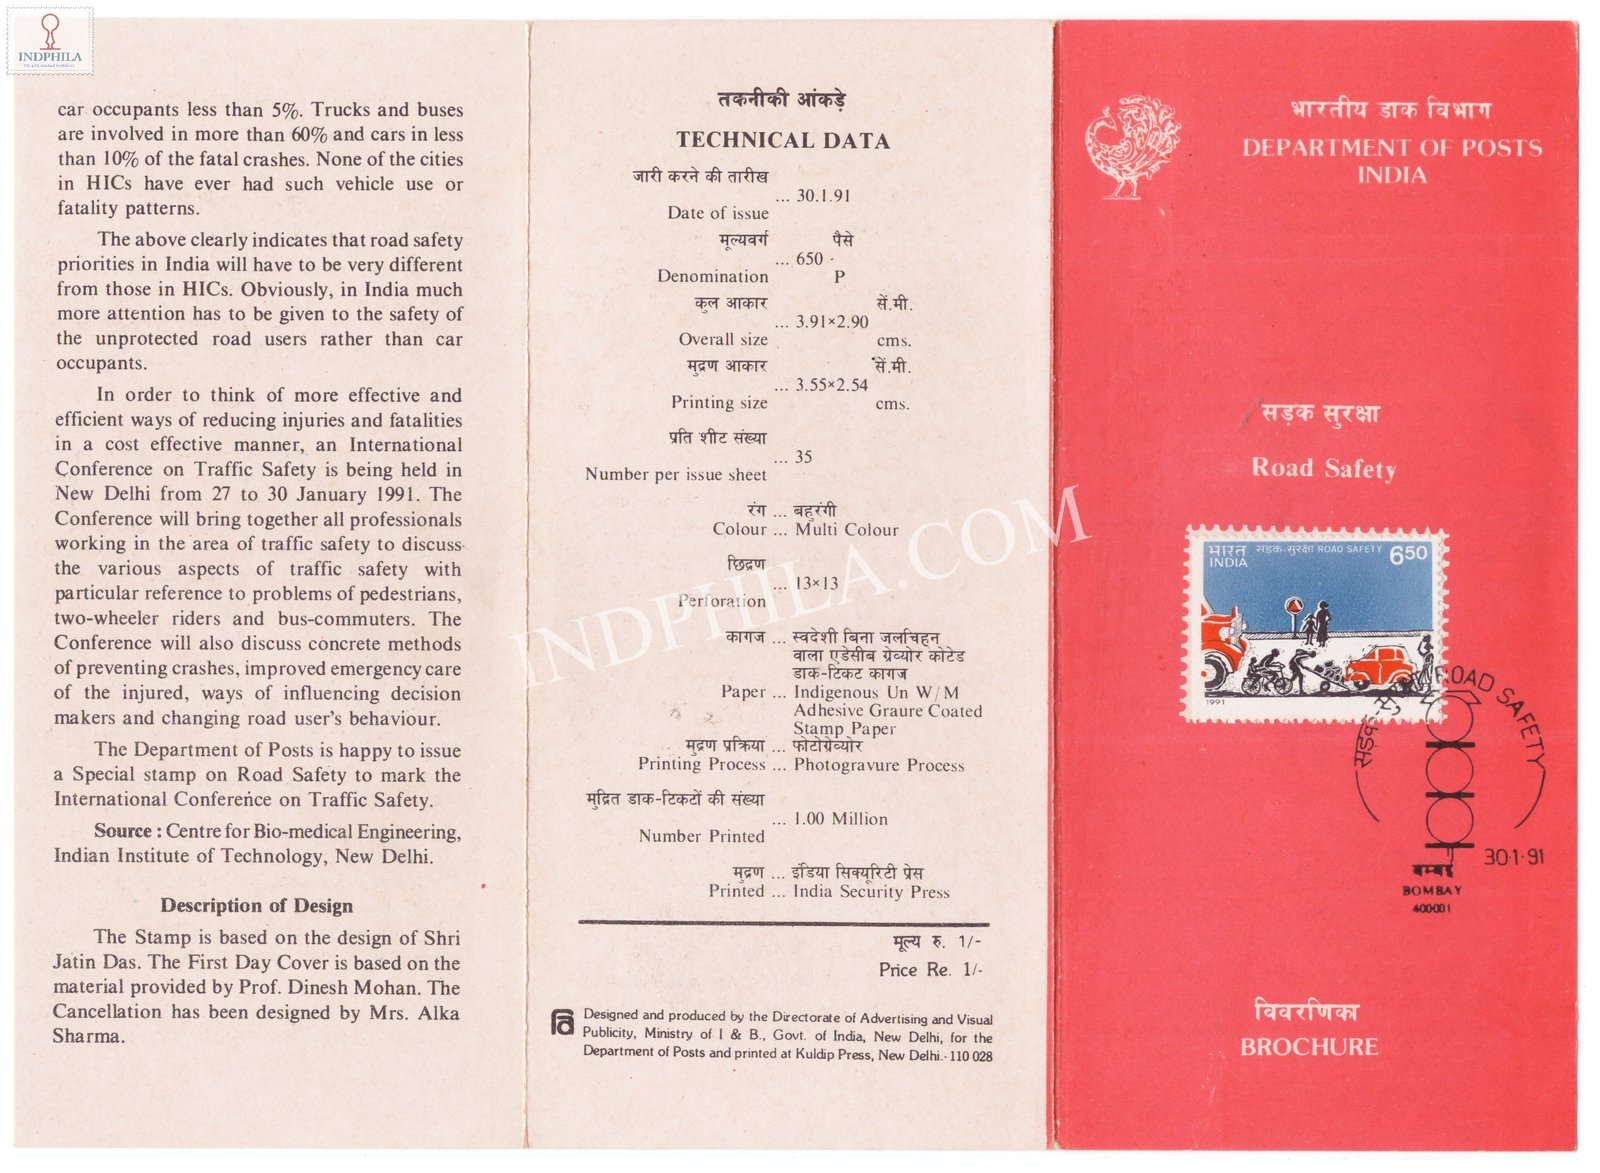 INDPHILA
car occupants less than 5%. Trucks and buses
are involved in more than 60% and cars in less
than 10% of the fatal crashes. None of the cities
in HICs have ever had such vehicle use or
fatality patterns.
The above clearly indicates that road safety
priorities in India will have to be very different
from those in HICs. Obviously, in India much
more attention has to be given to the safety of
the unprotected road users rather than car
occupants.
In order to think of more effective and
efficient ways of reducing injuries and fatalities
in a cost effective manner, an International
Conference on Traffic Safety is being held in
New Delhi from 27 to 30 January 1991. The
Conference will bring together all professionals
working in the area of traffic safety to discuss
the various aspects of traffic safety with
particular reference to problems of pedestrians,
two-wheeler riders and bus-commuters. The
Conference will also discuss concrete methods
of preventing crashes, improved emergency care
of the injured, ways of influencing decision
makers and changing road user's behaviour.
The Department of Posts is happy to issue
a Special stamp on Road Safety to mark the
International Conference on Traffic Safety.
Source : Centre for Bio-medical Engineering,
Indian Institute of Technology, New Delhi.
Description of Design
The Stamp is based on the design of Shri
Jatin Das. The First Day Cover is based on the
material provided by Prof. Dinesh Mohan. The
Cancellation has been designed by Mrs. Alka
Sharma.
तकनीकी आंकड़े
TECHNICAL DATA
जारी करने की तारीख
... 30.1.91
Date of issue
मूल्यवर्ग पैसे
... 650
Denomination P
कुल आकार सें.मी.
... 3.91×2.90
Overall size cms.
मुद्रण आकार सें.मी.
... 3.55×2.54
Printing size cms.
प्रति शीट संख्या
... 35
Number per issue sheet
रंग ... बहुरंगी
Colour ... Multi Colour
छिद्रण
... 13×13
Perforation
कागज ... स्वदेशी बिना जलचिहन्
वाला एडेसीब ग्रेव्योर कोटेड
डाक-टिकट कागज
Paper ... Indigenous Un W/M
Adhesive Graure Coated
Stamp Paper
मुद्रण प्रक्रिया ... फोटोग्रेव्योर
Printing Process ... Photogravure Process
मुद्रित डाक-टिकटों की संख्या
... 1.00 Million
Number Printed
मुद्रण ... इंडिया सिक्यूरिटी प्रेस
Printed ... India Security Press
मूल्य रु. 1/-
Price Re. 1/-
Designed and produced by the Directorate of Advertising and Visual
Publicity, Ministry of I & B., Govt. of India, New Delhi, for the
Department of Posts and printed at Kuldip Press, New Delhi.- 110 028
भारतीय डाक विभाग
DEPARTMENT OF POSTS
INDIA
सड़क सुरक्षा
Road Safety
भारत सड़क-सुरक्षा ROAD SAFETY 650
INDIA
1991
ROAD SAFETY
30·1·91
बम्बई
BOMBAY
400001
विवरणिका
BROCHURE
INDPHILA.COM